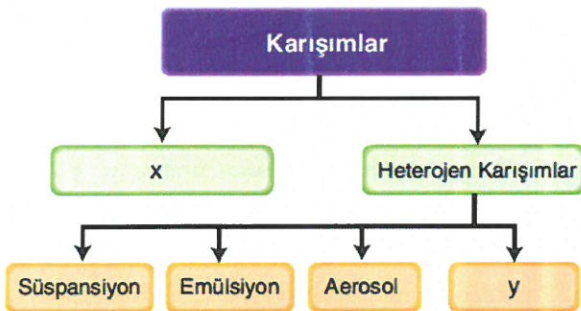 Karışımlar
x
Heterojen Karışımlar
Süspansiyon
Emülsiyon
Aerosol
y